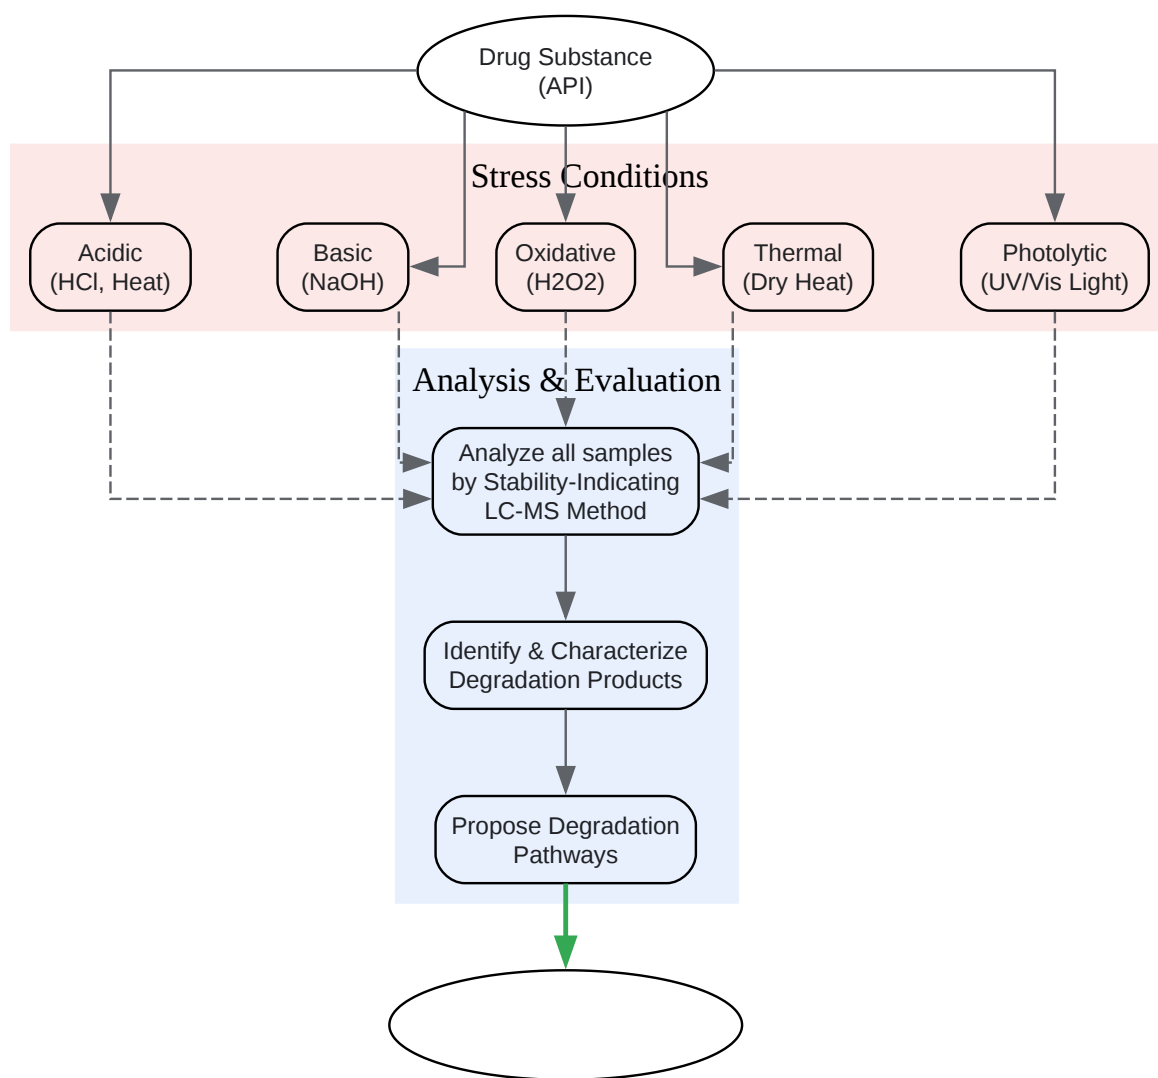 Drug Substance
(API)
Stress Conditions
Acidic
(HCl, Heat)
Basic
(NaOH)
Oxidative
(H2O2)
Thermal
(Dry Heat)
Photolytic
(UV/Vis Light)
Analysis & Evaluation
Analyze all samples
by Stability-Indicating
LC-MS Method
Identify & Characterize
Degradation Products
Propose Degradation
Pathways